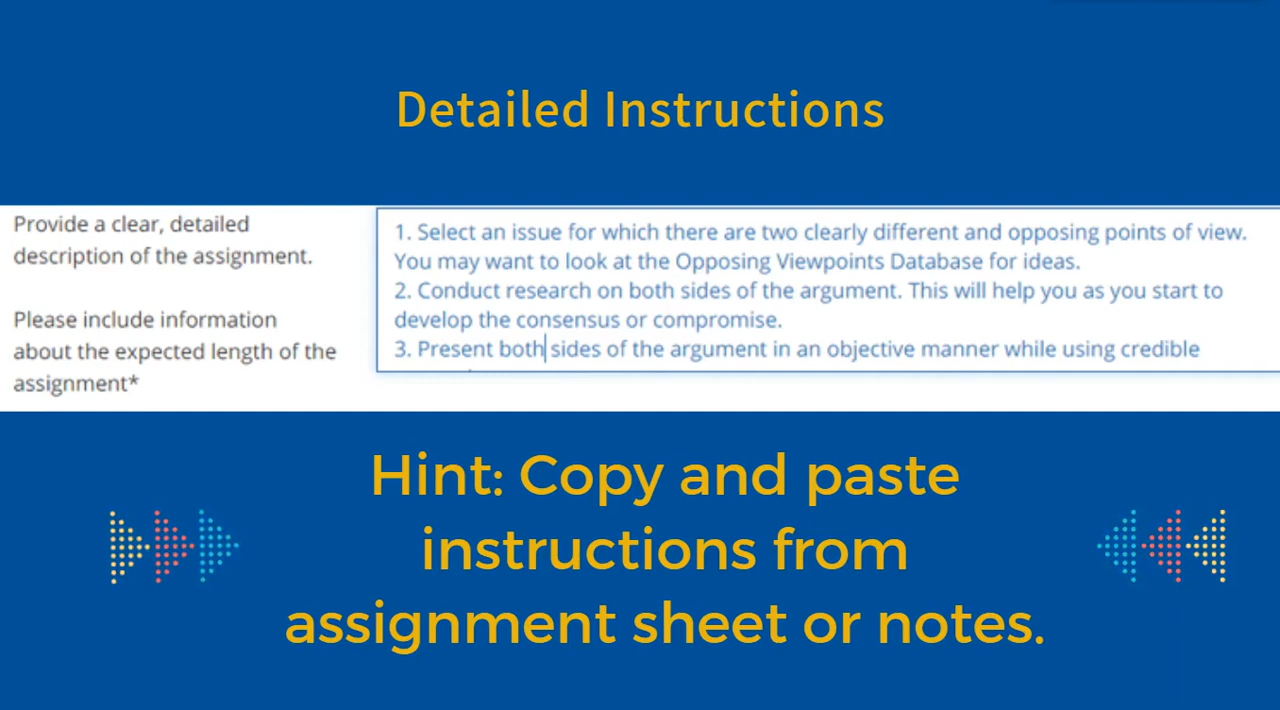 Detailed Instructions
Provide a clear, detailed
description of the assignment.
Please include information
about the expected length of the
assignment*
1. Select an issue for which there are two clearly different and opposing points of view.
You may want to look at the Opposing Viewpoints Database for ideas.
2. Conduct research on both sides of the argument. This will help you as you start to
develop the consensus or compromise.
3. Present both sides of the argument in an objective manner while using credible
Hint: Copy and paste
instructions from
assignment sheet or notes.